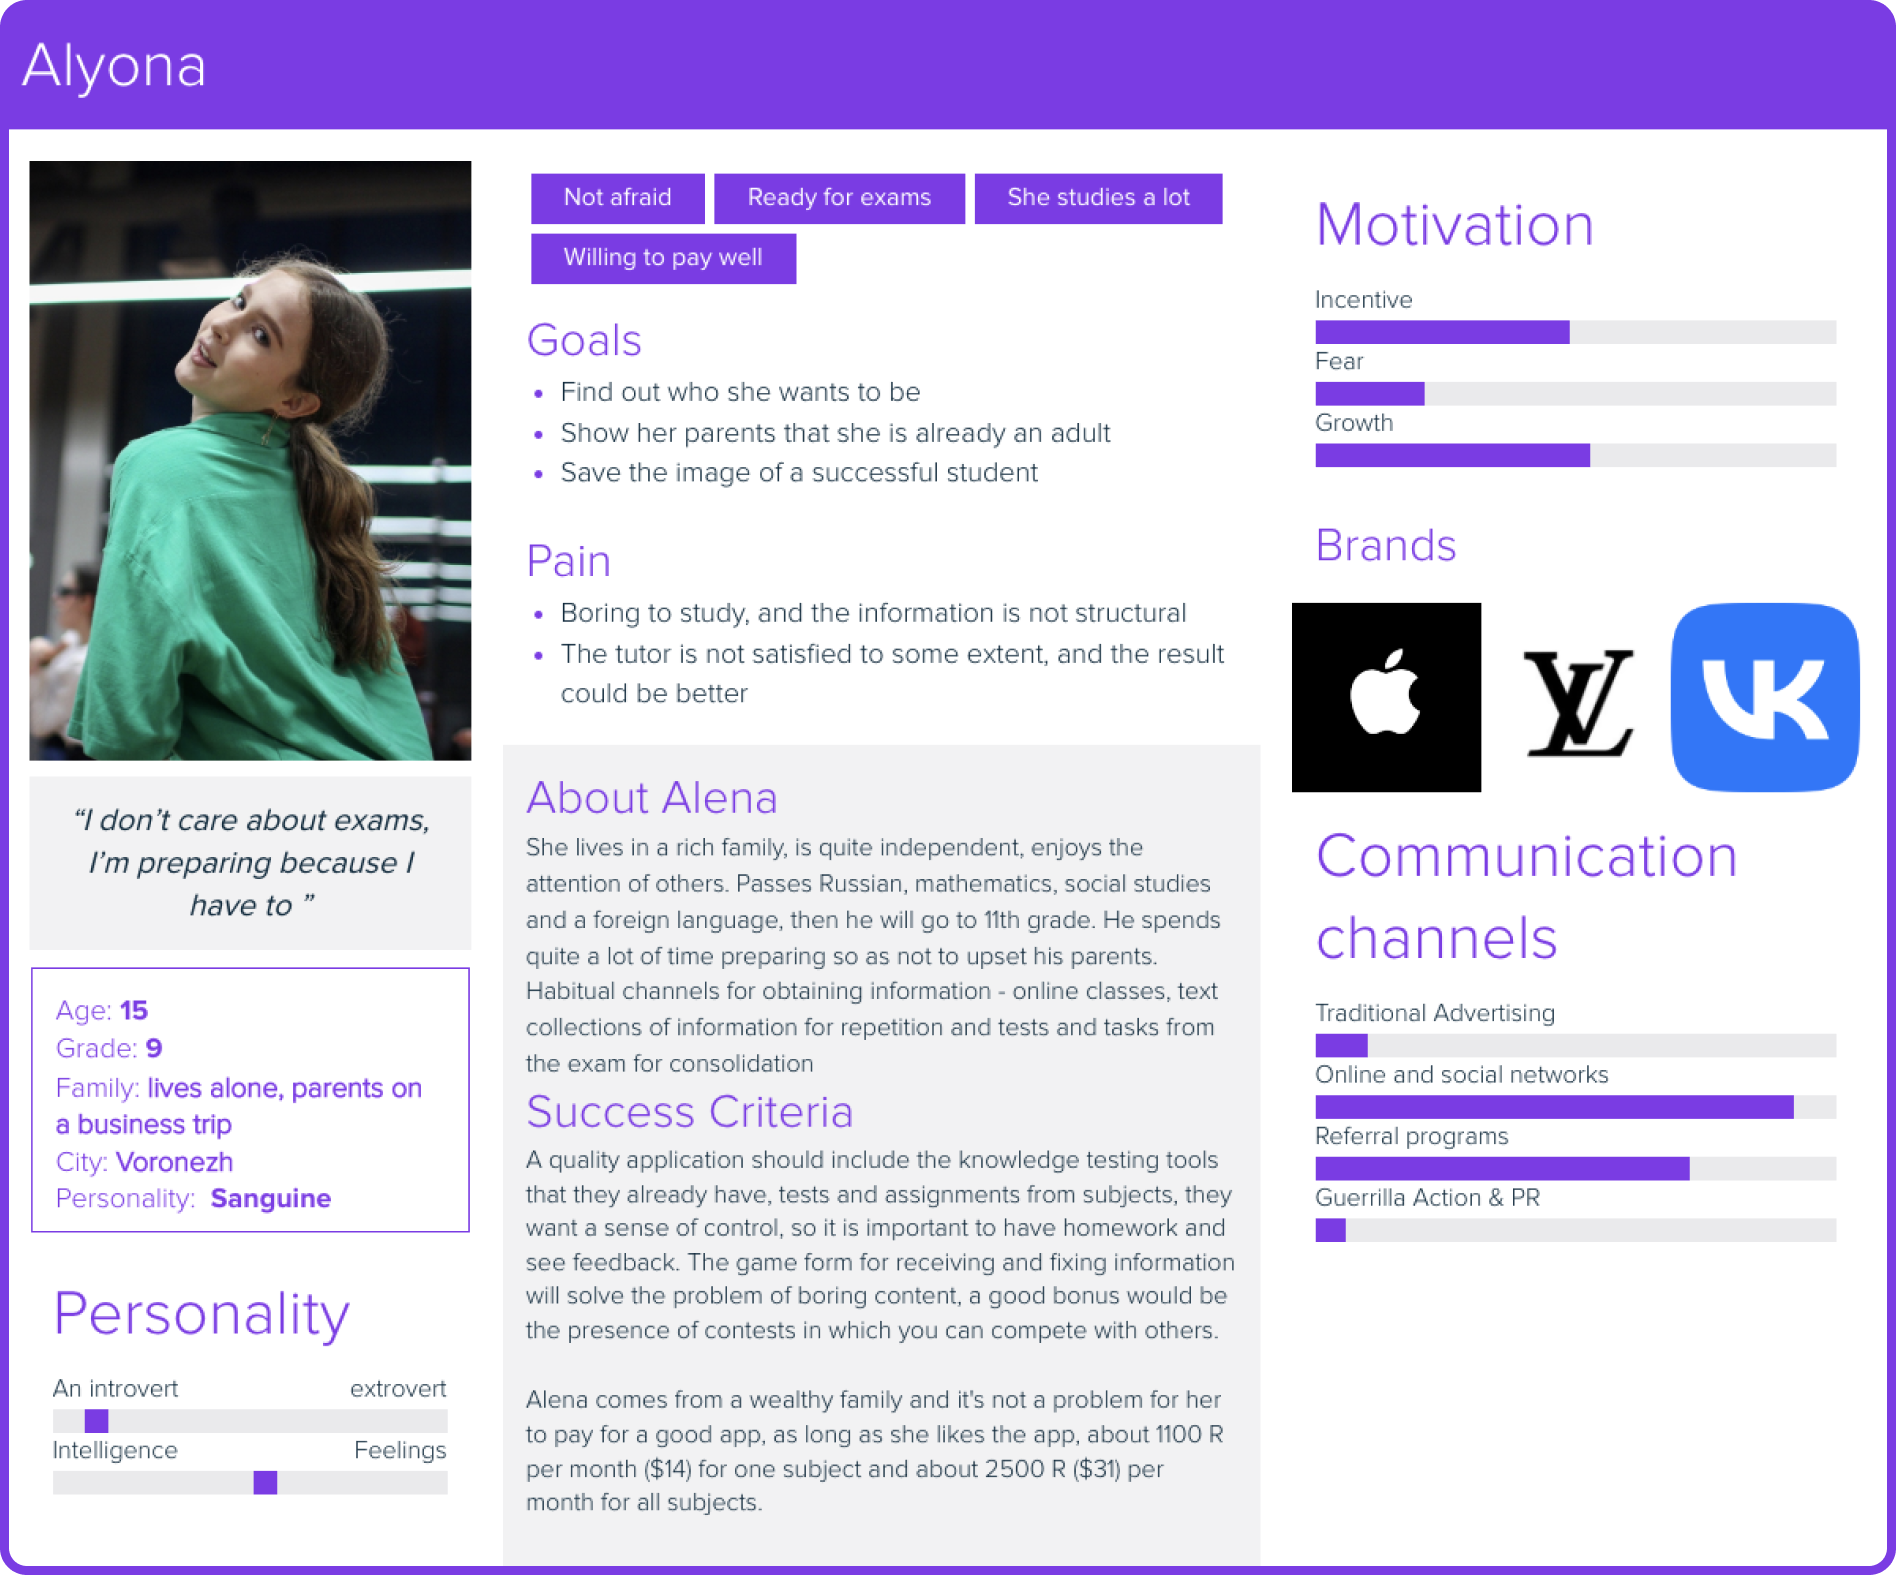 Alyona
Not afraid
Ready for exams
She studies a lot
Willing to pay well
Goals
• Find out who she wants to be
• Show her parents that she is already an adult
• Save the image of a successful student
Pain
• Boring to study, and the information is not structural
• The tutor is not satisfied to some extent, and the result
could be better
“I don’t care about exams,
I’m preparing because I
have to ”
Age: 15
Grade: 9
Family: lives alone, parents on
a business trip
City: Voronezh
Personality: Sanguine
Personality
An introvert extrovert
Intelligence Feelings
About Alena
She lives in a rich family, is quite independent, enjoys the
attention of others. Passes Russian, mathematics, social studies
and a foreign language, then he will go to 11th grade. He spends
quite a lot of time preparing so as not to upset his parents.
Habitual channels for obtaining information - online classes, text
collections of information for repetition and tests and tasks from
the exam for consolidation
Success Criteria
A quality application should include the knowledge testing tools
that they already have, tests and assignments from subjects, they
want a sense of control, so it is important to have homework and
see feedback. The game form for receiving and fixing information
will solve the problem of boring content, a good bonus would be
the presence of contests in which you can compete with others.
Alena comes from a wealthy family and it's not a problem for her
to pay for a good app, as long as she likes the app, about 1100 R
per month ($14) for one subject and about 2500 R ($31) per
month for all subjects.
Motivation
Incentive
Fear
Growth
Brands
LV
VK
Communication
channels
Traditional Advertising
Online and social networks
Referral programs
Guerrilla Action & PR